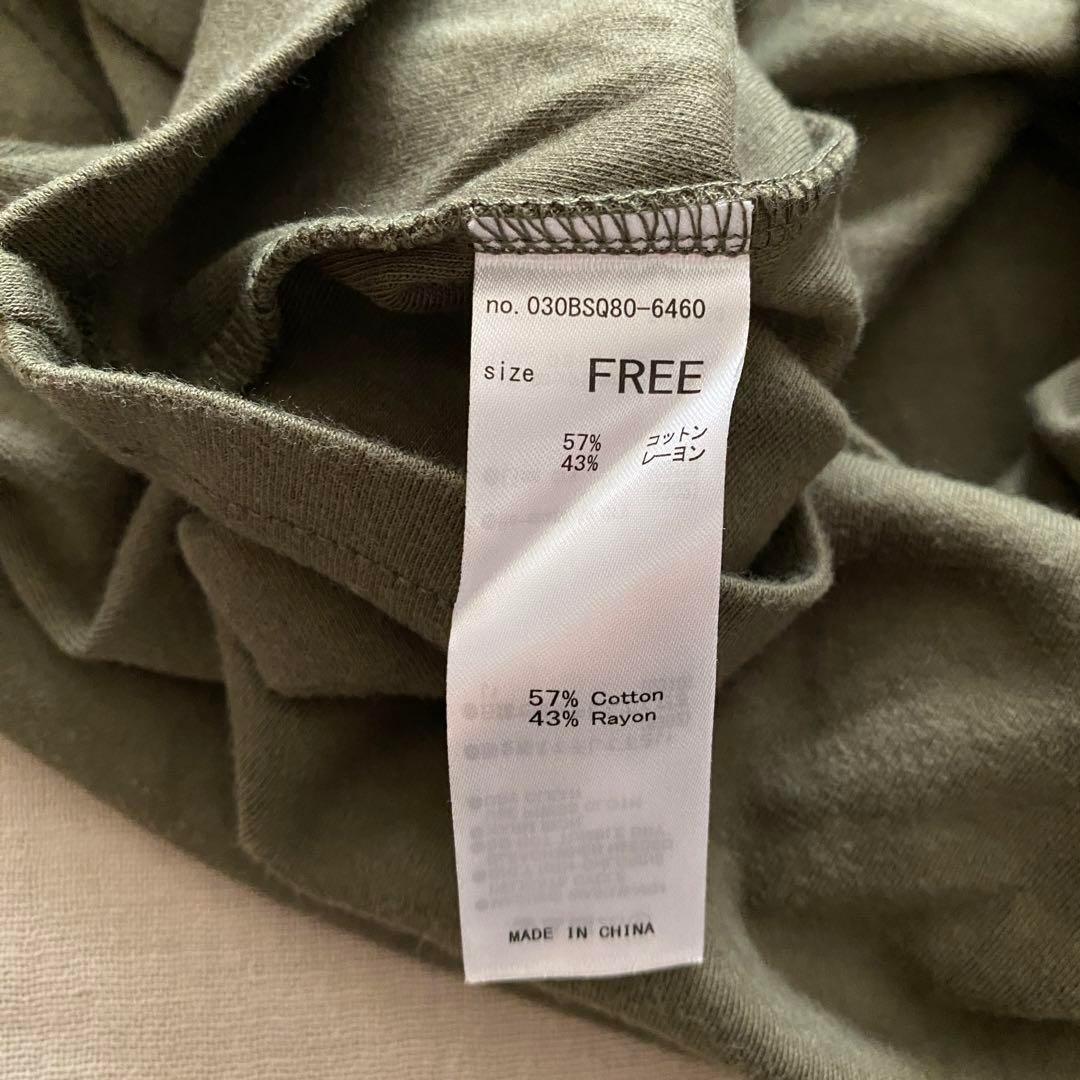 no. 030BSQ80-6460
size FREE
57% コットン
43% レーヨン
57% Cotton
43% Rayon
MADE IN CHINA